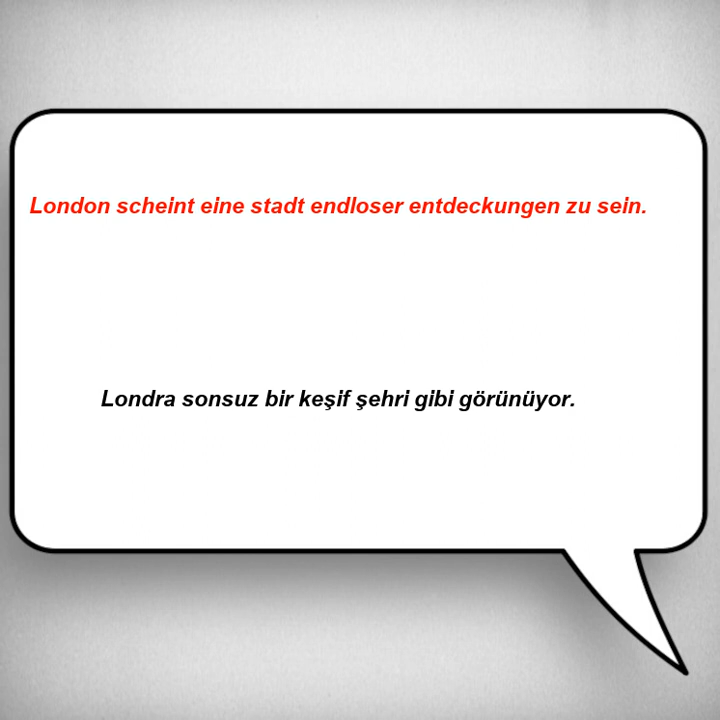 London scheint eine stadt endloser entdeckungen zu sein.
Londra sonsuz bir keşif şehri gibi görünüyor.